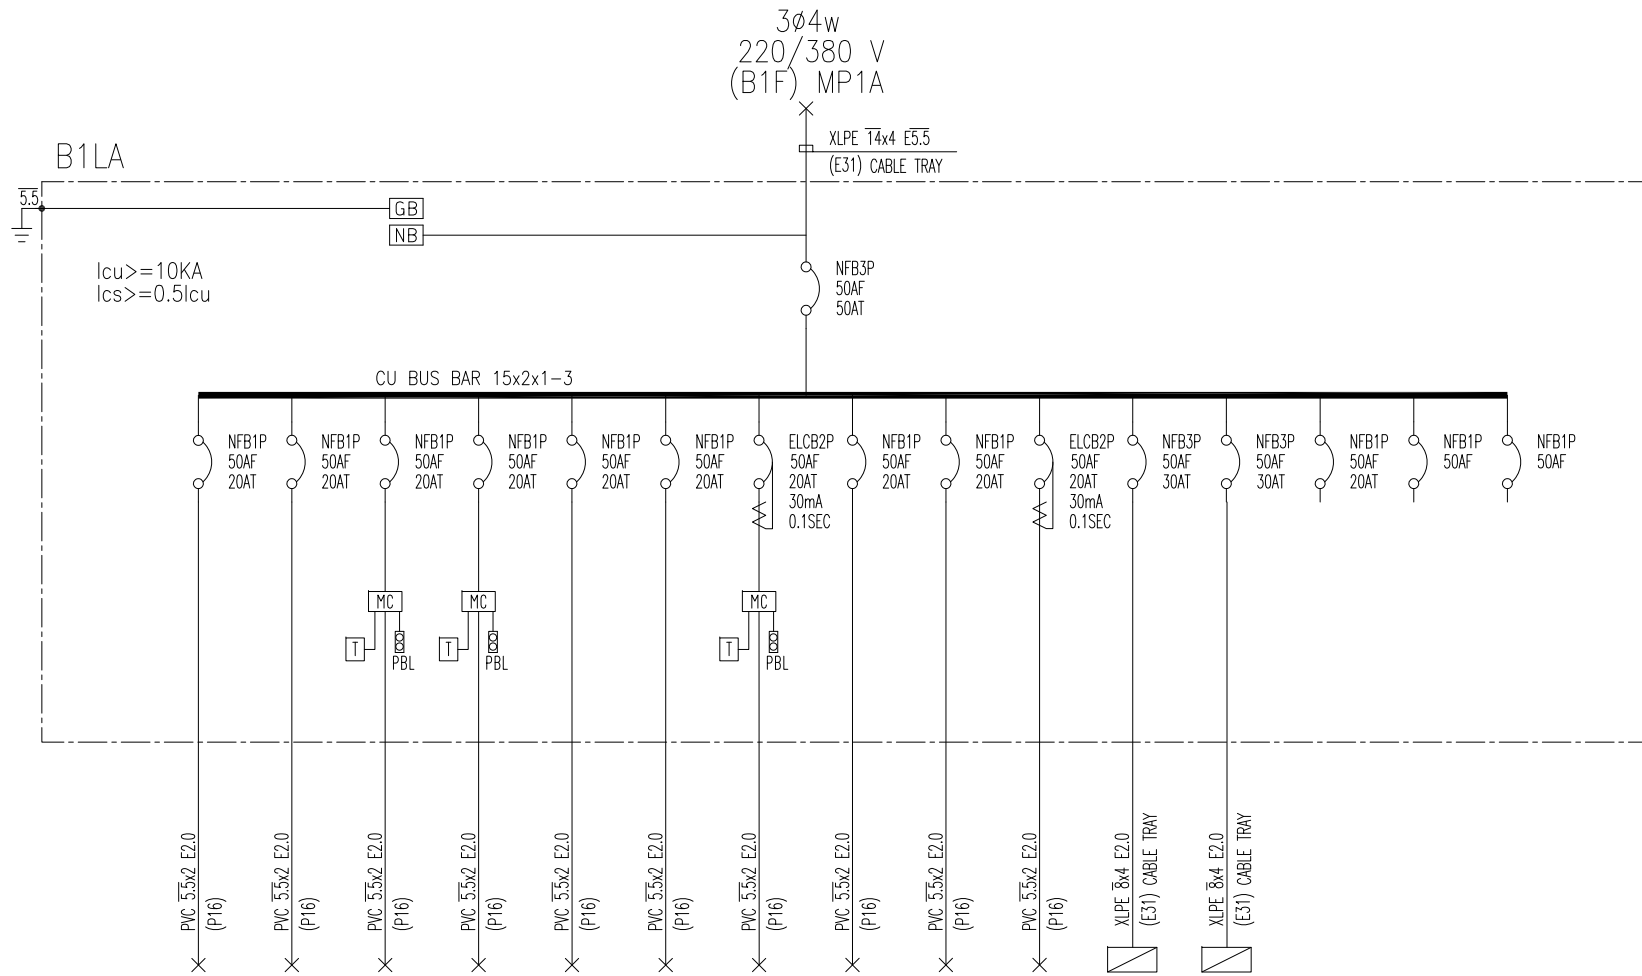 3ø4w
220/380 V
(B1F) MP1A
XLPE 14x4 E5.5
(E31) CABLE TRAY
B1LA
5.5
GB
NB
Icu>=10KA
Ics>=0.5Icu
NFB3P
50AF
50AT
CU BUS BAR 15x2x1-3
NFB1P
50AF
20AT
NFB1P
50AF
20AT
NFB1P
50AF
20AT
NFB1P
50AF
20AT
NFB1P
50AF
20AT
NFB1P
50AF
20AT
ELCB2P
50AF
20AT
30mA
0.1SEC
NFB1P
50AF
20AT
NFB1P
50AF
20AT
ELCB2P
50AF
20AT
30mA
0.1SEC
NFB3P
50AF
30AT
NFB3P
50AF
30AT
NFB1P
50AF
20AT
NFB1P
50AF
NFB1P
50AF
MC
T
PBL
MC
T
PBL
MC
T
PBL
PVC 5.5x2 E2.0
(P16)
PVC 5.5x2 E2.0
(P16)
PVC 5.5x2 E2.0
(P16)
PVC 5.5x2 E2.0
(P16)
PVC 5.5x2 E2.0
(P16)
PVC 5.5x2 E2.0
(P16)
PVC 5.5x2 E2.0
(P16)
PVC 5.5x2 E2.0
(P16)
PVC 5.5x2 E2.0
(P16)
PVC 5.5x2 E2.0
(P16)
XLPE 8x4 E2.0
(E31) CABLE TRAY
XLPE 8x4 E2.0
(E31) CABLE TRAY